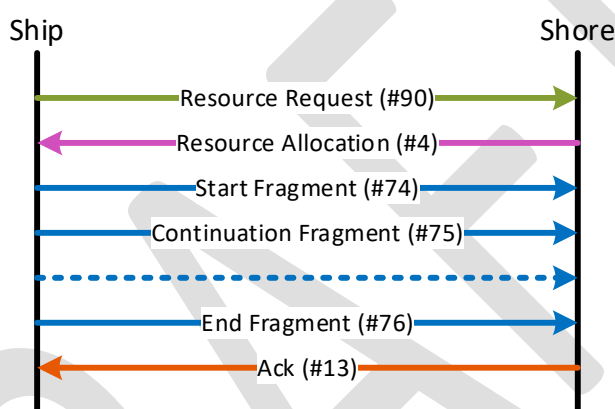 Ship
Shore
Resource Request (#90)
Resource Allocation (#4)
Start Fragment (#74)
Continuation Fragment (#75)
End Fragment (#76)
Ack (#13)